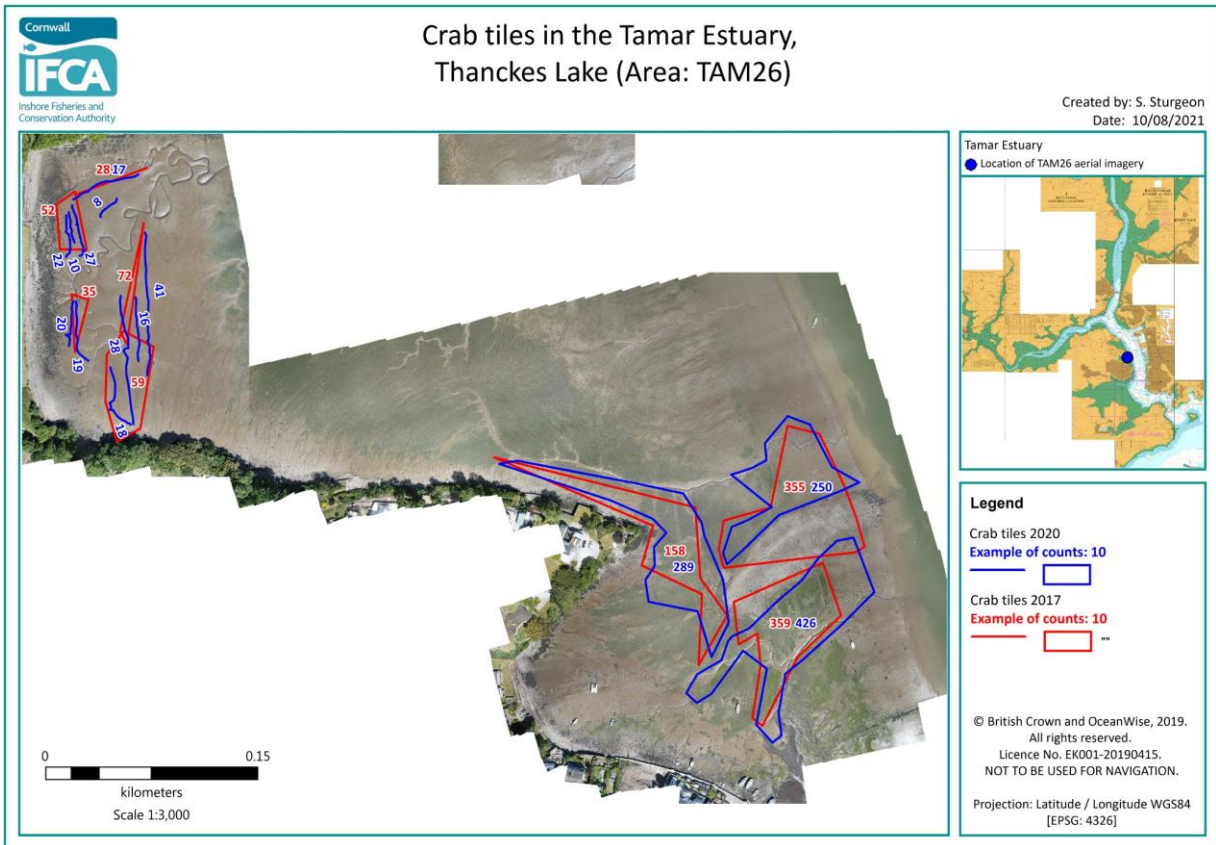 Cornwall
IFCA
Inshore Fisheries and
Conservation Authority
Crab tiles in the Tamar Estuary,
Thanckes Lake (Area: TAM26)
Created by: S. Sturgeon
Date: 10/08/2021
28 17
8
52
22
10
27
72
41
35
16
20
28
19
59
18
355 250
158
289
359 426
0
0.15
kilometers
Scale 1:3,000
Tamar Estuary
Location of TAM26 aerial imagery
Legend
Crab tiles 2020
Example of counts: 10
Crab tiles 2017
Example of counts: 10
""
© British Crown and OceanWise, 2019.
All rights reserved.
Licence No. EK001-20190415.
NOT TO BE USED FOR NAVIGATION.
Projection: Latitude / Longitude WGS84
[EPSG: 4326]